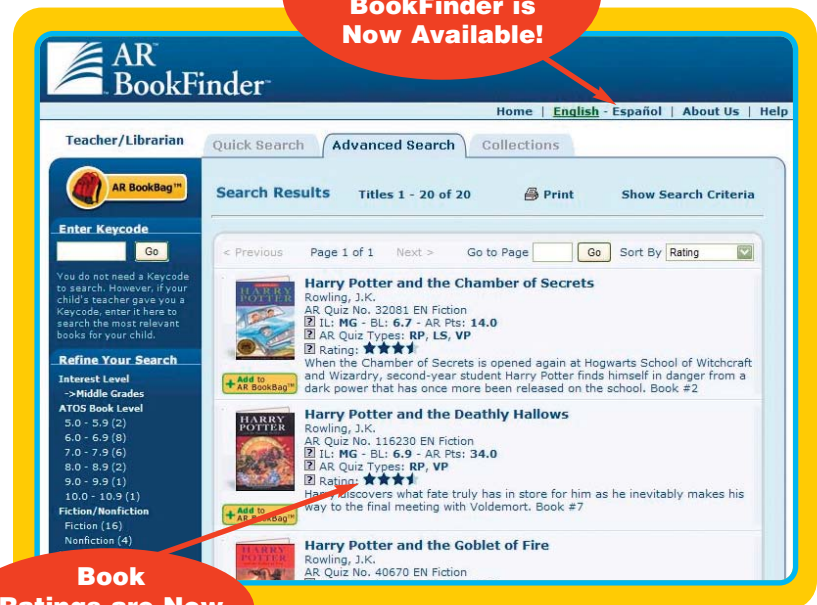 BookFinder is
Now Available!
AR™
BookFinder™
Home | English - Español | About Us | Help
Teacher/Librarian
Quick Search
Advanced Search
Collections
AR BookBag™
Search Results
Titles 1 - 20 of 20
Print
Show Search Criteria
Enter Keycode
Go
You do not need a Keycode
to search. However, if your
child's teacher gave you a
Keycode, enter it here to
search the most relevant
books for your child.
Refine Your Search
Interest Level
->Middle Grades
ATOS Book Level
5.0 - 5.9 (2)
6.0 - 6.9 (8)
7.0 - 7.9 (6)
8.0 - 8.9 (2)
9.0 - 9.9 (1)
10.0 - 10.9 (1)
Fiction/Nonfiction
Fiction (16)
Nonfiction (4)
< Previous Page 1 of 1 Next > Go to Page Go Sort By Rating
HARRY
POTTER
Harry Potter and the Chamber of Secrets
Rowling, J.K.
AR Quiz No. 32081 EN Fiction
? IL: MG - BL: 6.7 - AR Pts: 14.0
? AR Quiz Types: RP, LS, VP
? Rating:
When the Chamber of Secrets is opened again at Hogwarts School of Witchcraft
and Wizardry, second-year student Harry Potter finds himself in danger from a
dark power that has once more been released on the school. Book #2
+ Add to
AR BookBag™
HARRY
POTTER
Harry Potter and the Deathly Hallows
Rowling, J.K.
AR Quiz No. 116230 EN Fiction
? IL: MG - BL: 6.9 - AR Pts: 34.0
? AR Quiz Types: RP, VP
? Rating:
Harry discovers what fate truly has in store for him as he inevitably makes his
way to the final meeting with Voldemort. Book #7
+ Add to
AR BookBag™
HARRY
Harry Potter and the Goblet of Fire
Rowling, J.K.
AR Quiz No. 40670 EN Fiction
Book
Ratings are Now